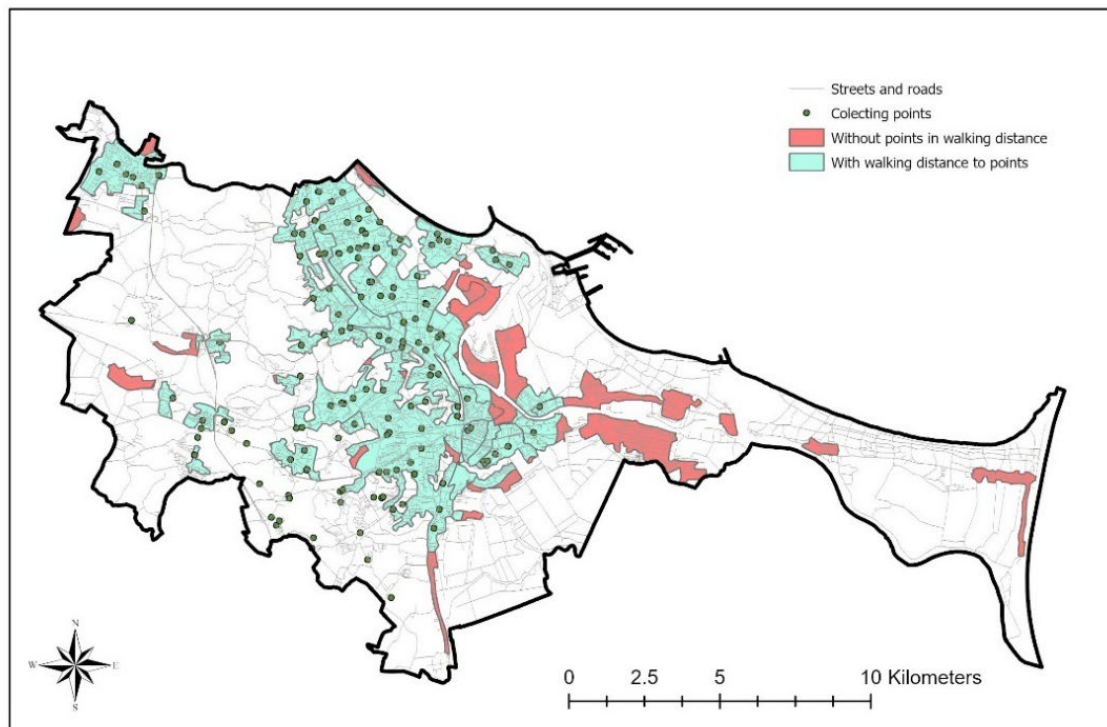 Streets and roads
Colecting points
Without points in walking distance
With walking distance to points
N
W E
S
0 2.5 5 10 Kilometers